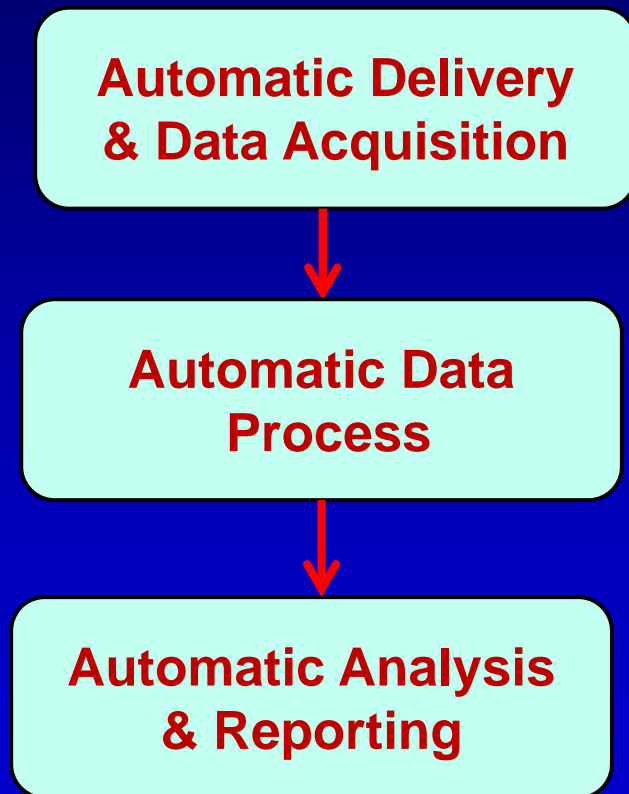 Automatic Delivery
& Data Acquisition
Automatic Data
Process
Automatic Analysis
& Reporting